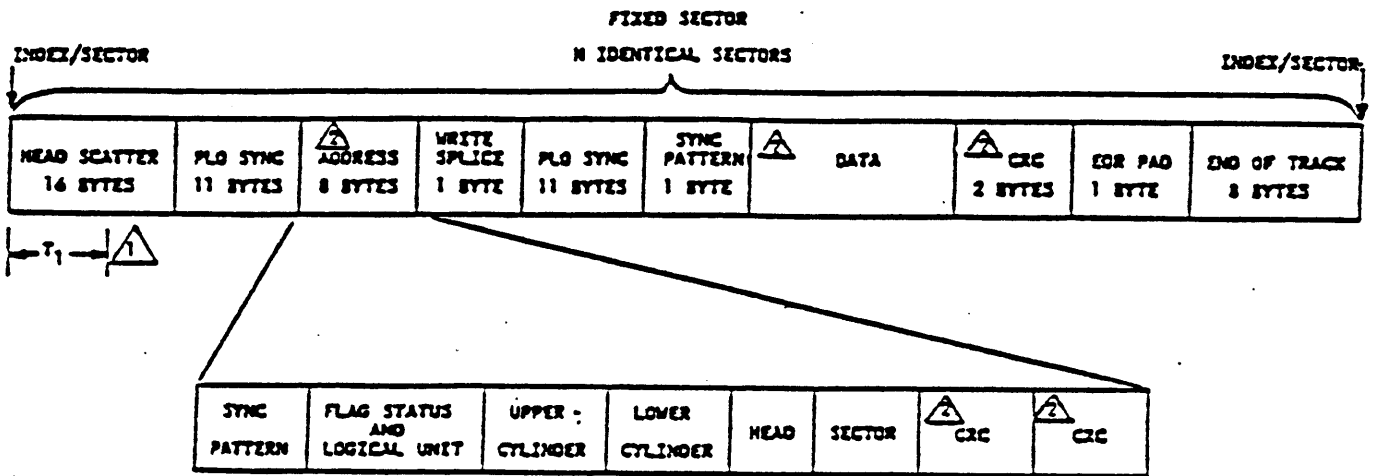 FIXED SECTOR
N IDENTICAL SECTORS
INDEX/SECTOR
INDEX/SECTOR
HEAD SCATTER
16 BYTES
PLO SYNC
11 BYTES
2
ADDRESS
8 BYTES
WRITE
SPLICE
1 BYTE
PLO SYNC
11 BYTES
SYNC
PATTERN
1 BYTE
2
DATA
2
CRC
2 BYTES
EOR PAD
1 BYTE
END OF TRACK
8 BYTES
T1
1
SYNC
PATTERN
FLAG STATUS
AND
LOGICAL UNIT
UPPER
CYLINDER
LOWER
CYLINDER
HEAD
SECTOR
2
CRC
2
CRC